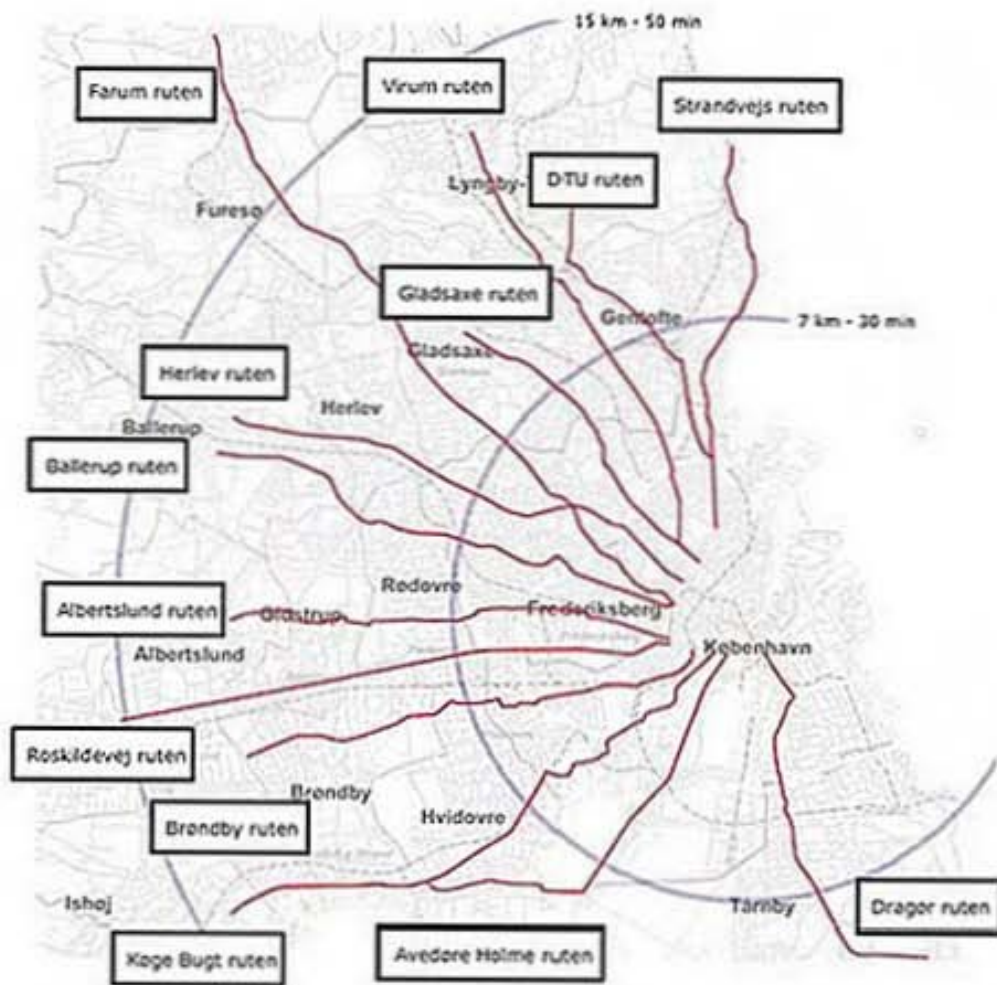 15 km - 50 min
Farum ruten
Virum ruten
Strandvejs ruten
Lyngby-
DTU ruten
Furesø
Gladsaxe ruten
Gentofte
7 km - 30 min
Gladsaxe
Herlev ruten
Herlev
Ballerup
Ballerup ruten
Rødovre
Albertslund ruten
Glostrup
Frederiksberg
Albertslund
København
Roskildevej ruten
Brøndby
Hvidovre
Brøndby ruten
Ishøj
Tårnby
Dragør ruten
Køge Bugt ruten
Avedøre Holme ruten